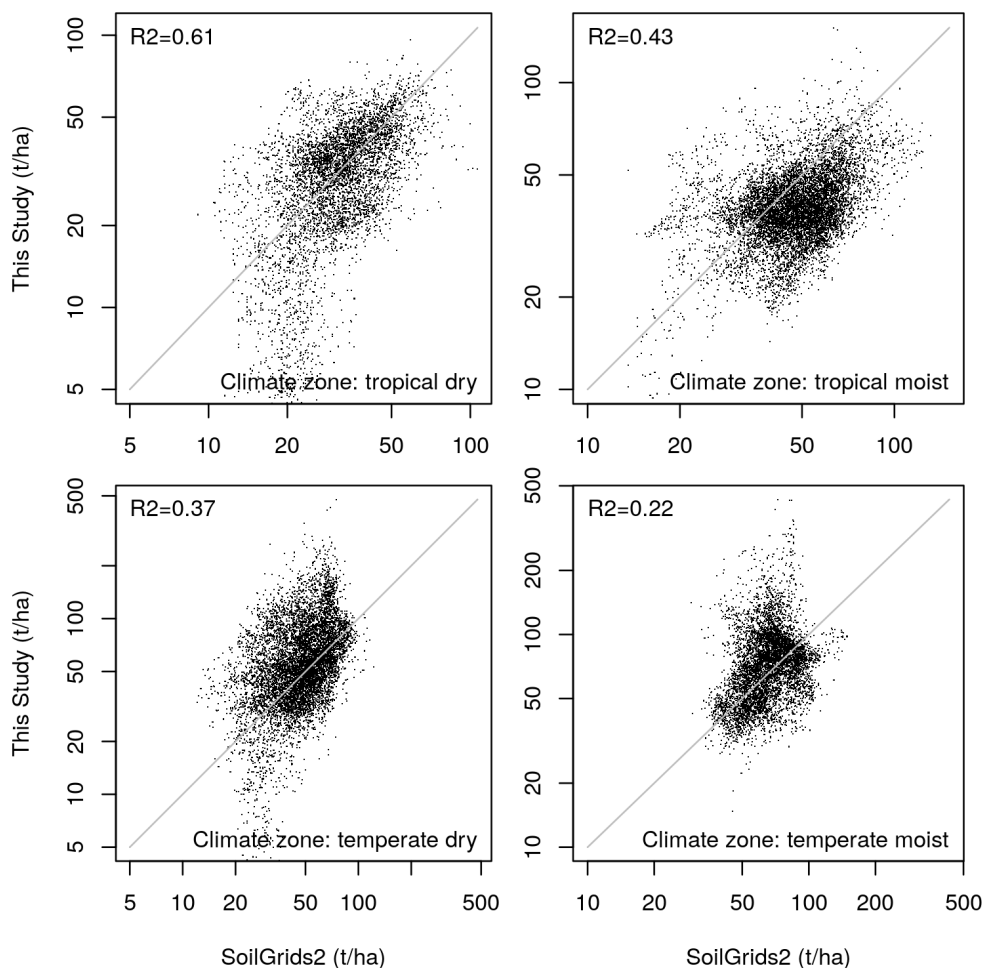 R2=0.61
100
50
20
10
5
This Study (t/ha)
Climate zone: tropical dry
5 10 20 50 100
R2=0.43
100
50
20
10
Climate zone: tropical moist
10 20 50 100
R2=0.37
500
100
50
20
10
5
This Study (t/ha)
Climate zone: temperate dry
5 10 20 50 100 500
SoilGrids2 (t/ha)
R2=0.22
500
200
100
50
20
10
Climate zone: temperate moist
10 20 50 100 200 500
SoilGrids2 (t/ha)